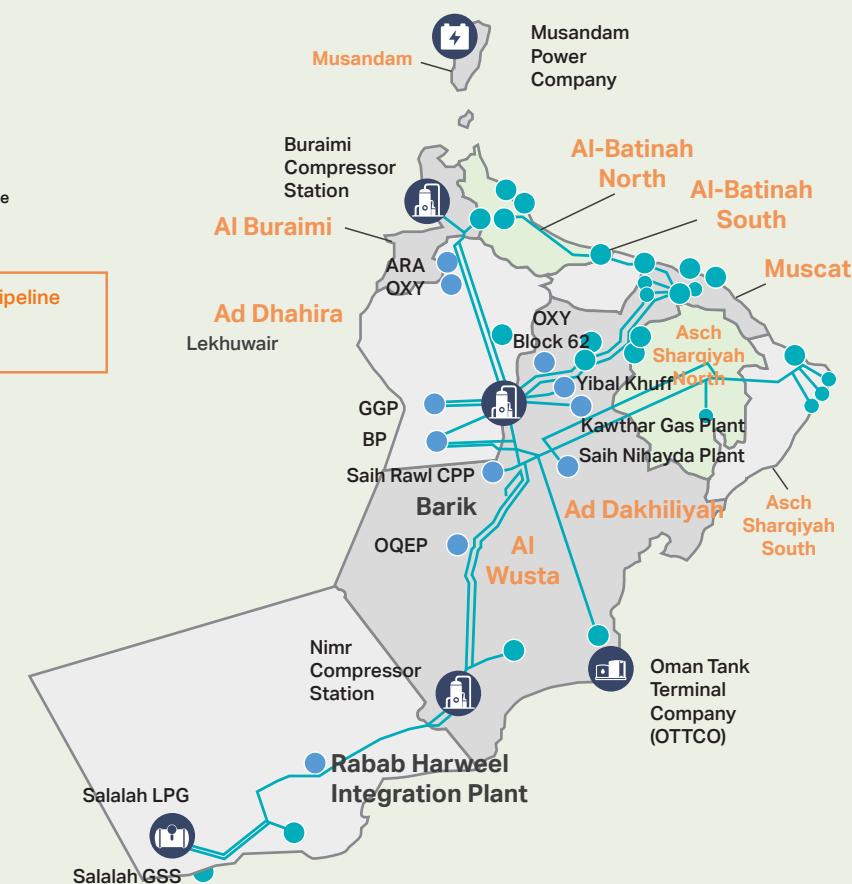 Musandam
Power
Company
Musandam
Buraimi
Compressor
Station
Al-Batinah
North
Al-Batinah
South
e
Al Buraimi
Muscat
ARA
OXY
ipeline
Ad Dhahira
Lekhuwair
OXY
Block 62
Asch
Sharqiyah
North
Yibal Khuff
GGP
Kawthar Gas Plant
BP
Saih Nihayda Plant
Saih Rawl CPP
Barik
Ad Dakhiliyah
Asch
Sharqiyah
South
OQEP
Al
Wusta
Nimr
Compressor
Station
Oman Tank
Terminal
Company
(OTTCO)
Rabab Harweel
Integration Plant
Salalah LPG
Salalah GSS